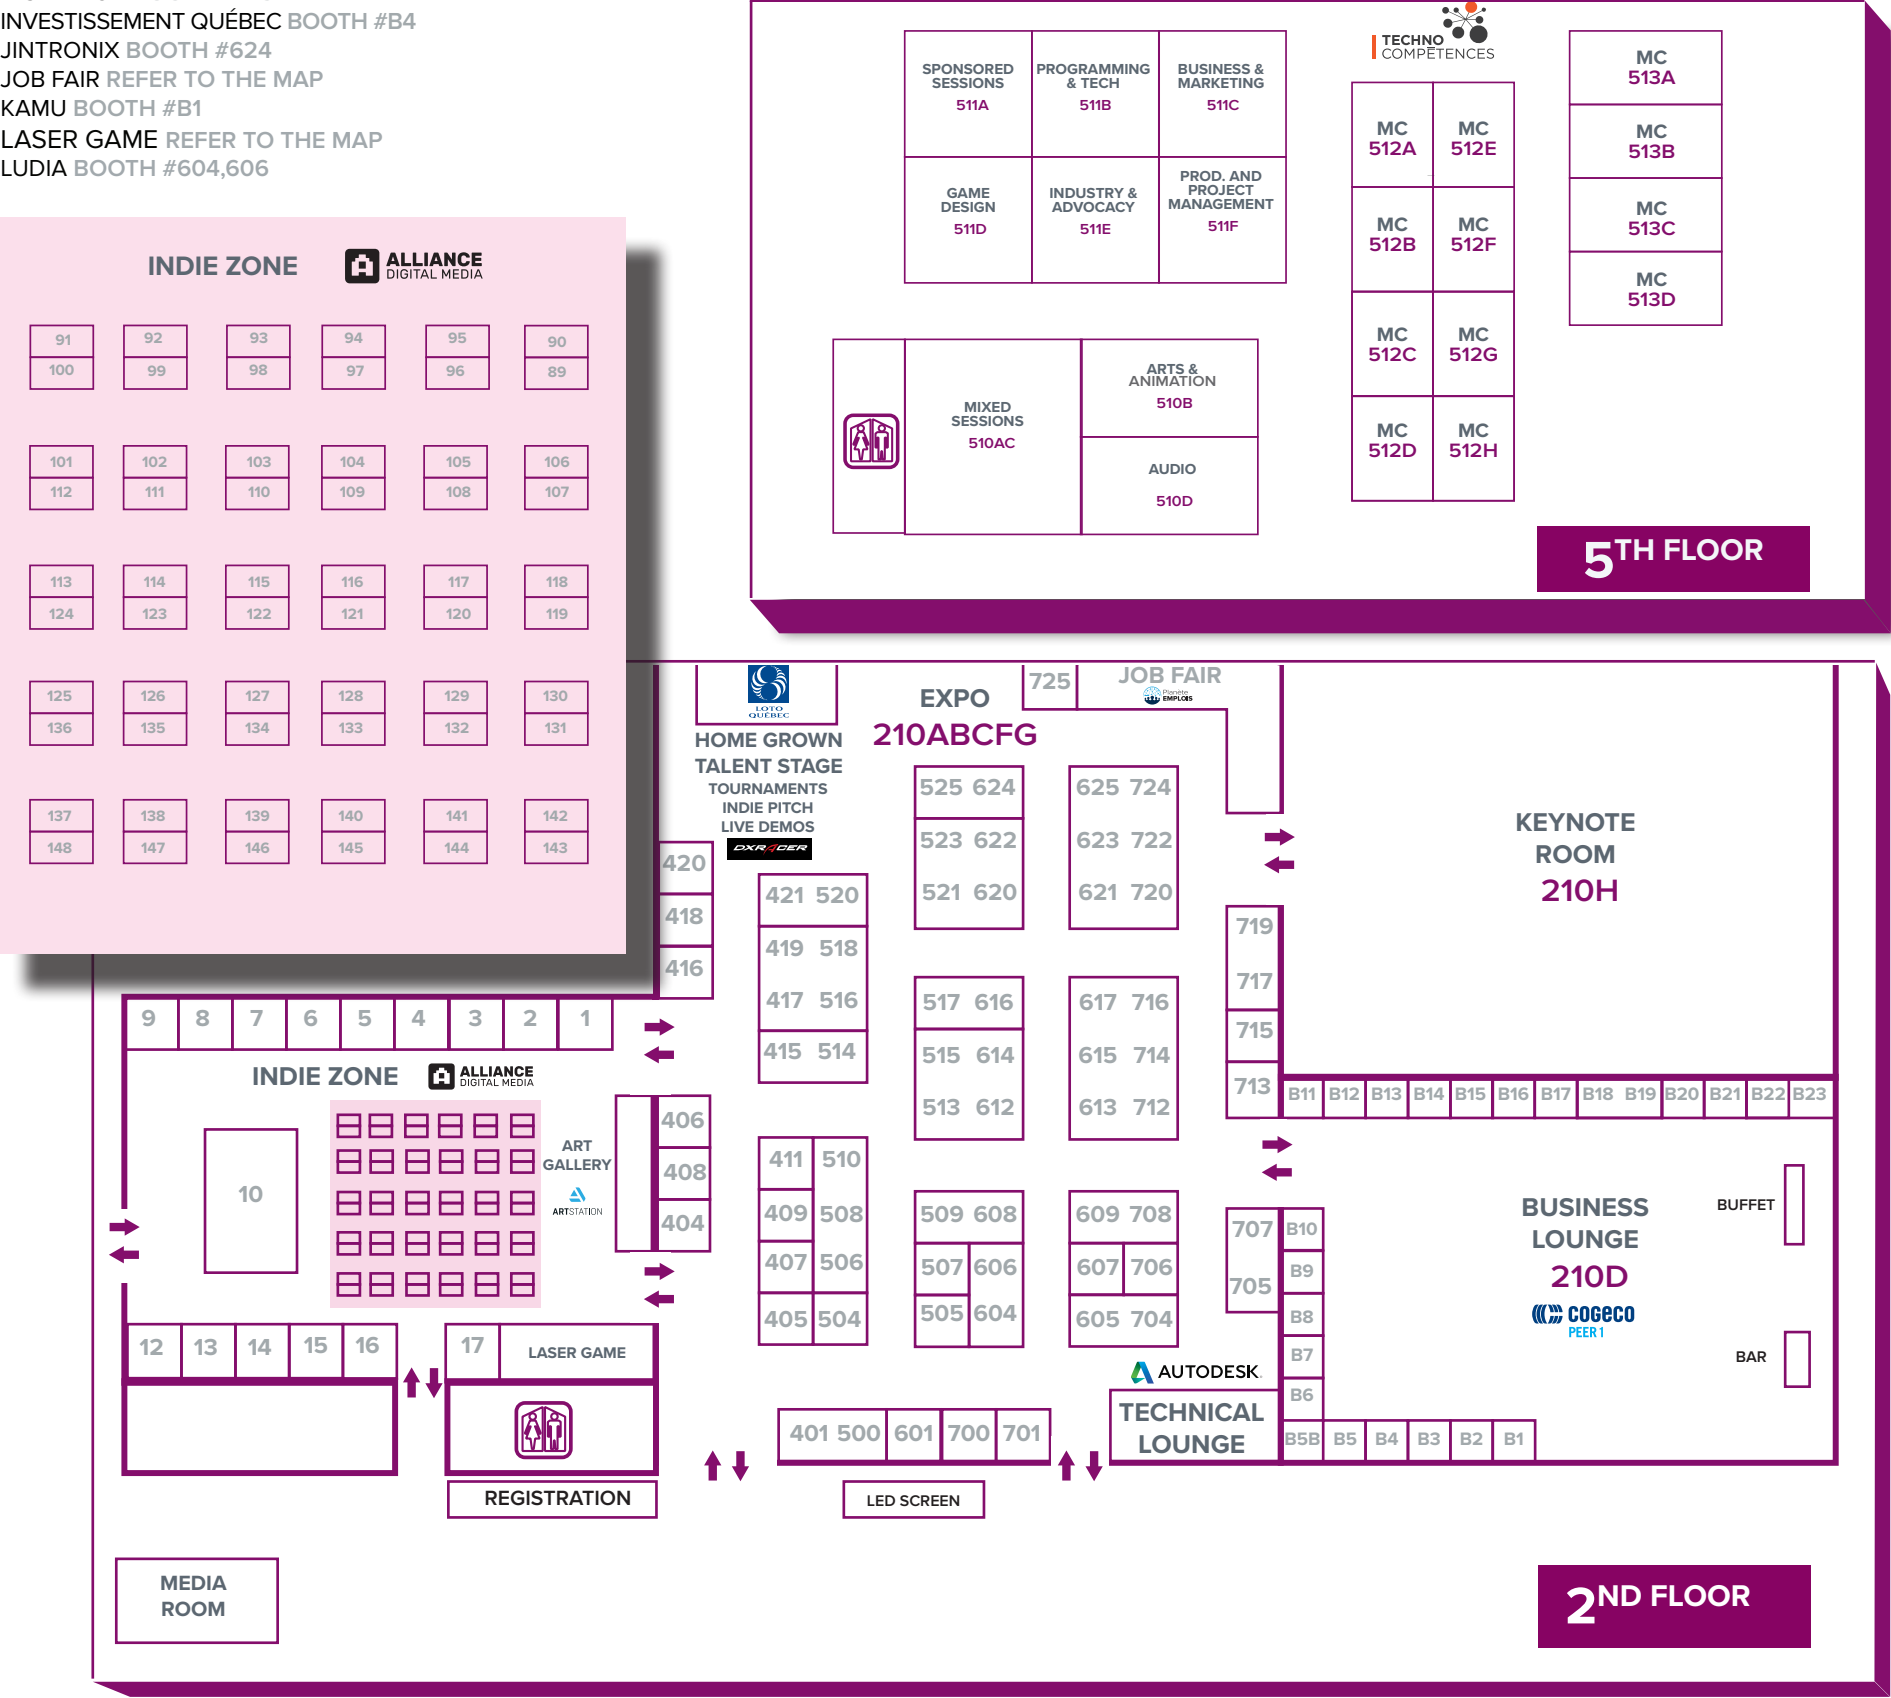 INVESTISSEMENT QUÉBEC BOOTH #B4
JINTRONIX BOOTH #624
JOB FAIR REFER TO THE MAP
KAMU BOOTH #B1
LASER GAME REFER TO THE MAP
LUDIA BOOTH #604,606
INDIE ZONE ALLIANCE
DIGITAL MEDIA
91 92 93 94 95 90
100 99 98 97 96 89
101 102 103 104 105 106
112 111 110 109 108 107
113 114 115 116 117 118
124 123 122 121 120 119
125 126 127 128 129 130
136 135 134 133 132 131
137 138 139 140 141 142
148 147 146 145 144 143
SPONSORED
SESSIONS
511A
PROGRAMMING
& TECH
511B
BUSINESS &
MARKETING
511C
GAME
DESIGN
511D
INDUSTRY &
ADVOCACY
511E
PROD. AND
PROJECT
MANAGEMENT
511F
MIXED
SESSIONS
510AC
ARTS &
ANIMATION
510B
AUDIO
510D
TECHNO
COMPÉTENCES
MC
512A
MC
512E
MC
512B
MC
512F
MC
512C
MC
512G
MC
512D
MC
512H
MC
513A
MC
513B
MC
513C
MC
513D
5TH FLOOR
LOTO
QUÉBEC
HOME GROWN
TALENT STAGE
TOURNAMENTS
INDIE PITCH
LIVE DEMOS
DXRACER
EXPO
210ABCFG
725
JOB FAIR
Planète
EMPLOIS
420
418
416
421 520
419 518
417 516
415 514
525 624
523 622
521 620
625 724
623 722
621 720
517 616
515 614
513 612
617 716
615 714
613 712
719
717
715
713
KEYNOTE
ROOM
210H
B11 B12 B13 B14 B15 B16 B17 B18 B19 B20 B21 B22 B23
9 8 7 6 5 4 3 2 1
INDIE ZONE ALLIANCE
DIGITAL MEDIA
10
ART
GALLERY
ARTSTATION
406
408
404
411 510
409 508
407 506
405 504
509 608
507 606
505 604
609 708
607 706
605 704
707
705
B10
B9
B8
B7
B6
B5B B5 B4 B3 B2 B1
BUSINESS
LOUNGE
210D
COGECO
PEER 1
BUFFET
BAR
12 13 14 15 16
17 LASER GAME
AUTODESK.
TECHNICAL
LOUNGE
401 500 601 700 701
REGISTRATION
LED SCREEN
MEDIA
ROOM
2ND FLOOR